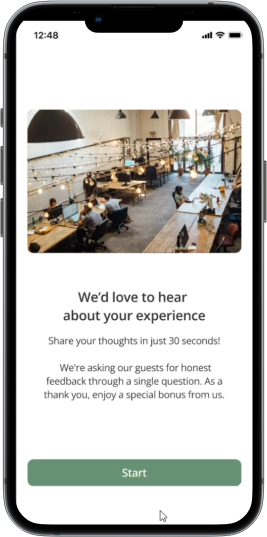 12:48
We'd love to hear
about your experience
Share your thoughts in just 30 seconds!
We're asking our guests for honest
feedback through a single question. As a
thank you, enjoy a special bonus from us.
Start